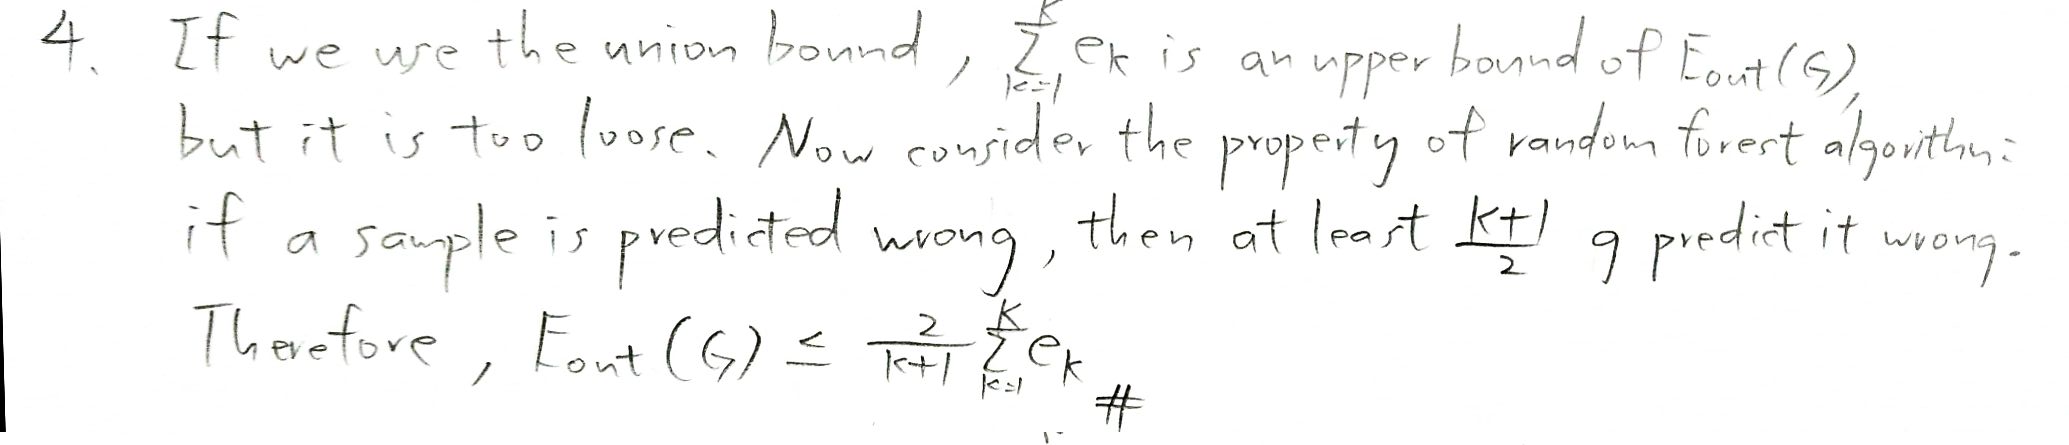 4. If we use the union bound, $\sum_{k=1}^{K} e_k$ is an upper bound of $E_{out}(G)$,
but it is too loose. Now consider the property of random forest algorithm:
if a sample is predicted wrong, then at least $\frac{K+1}{2}$ g predict it wrong.
Therefore, $E_{out}(G) \leq \frac{2}{K+1} \sum_{k=1}^{K} e_k$ #